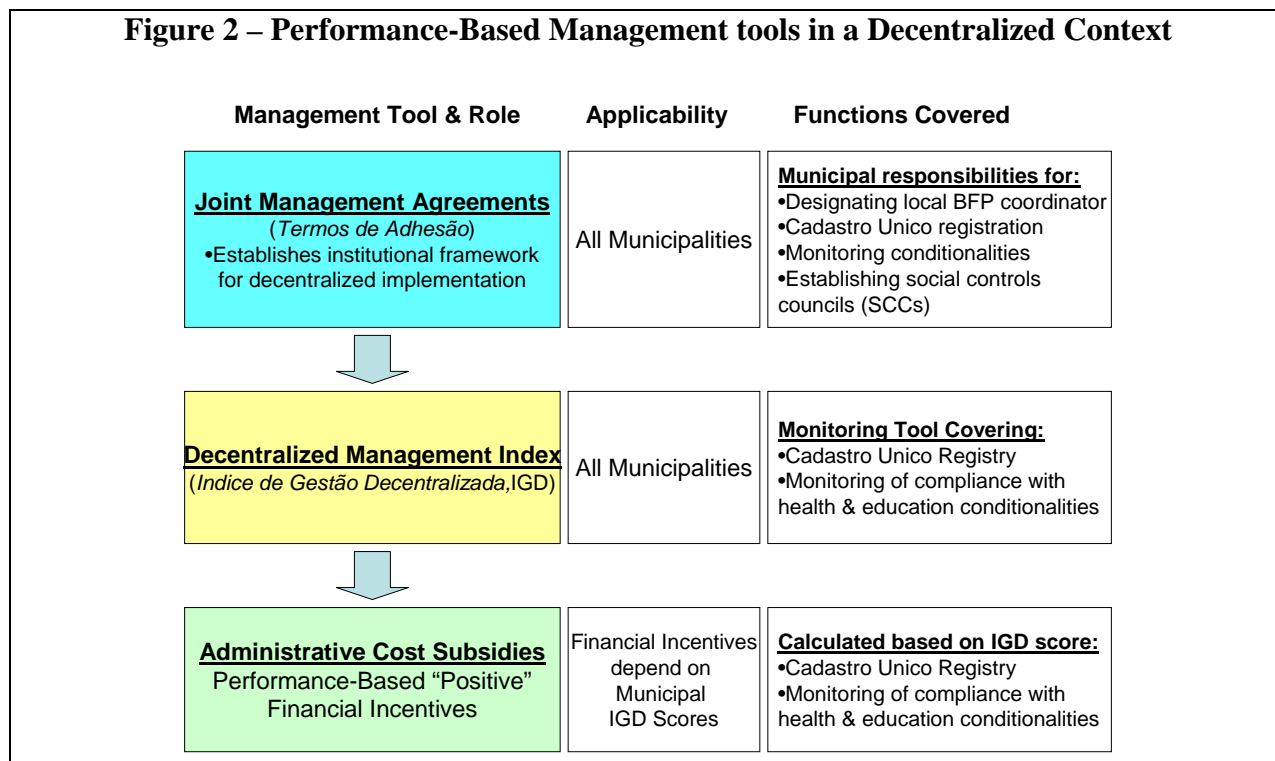 Figure 2 – Performance-Based Management tools in a Decentralized Context
Management Tool & Role
Applicability
Functions Covered
Joint Management Agreements
(Termos de Adhesão)
•Establishes institutional framework
for decentralized implementation
All Municipalities
Municipal responsibilities for:
•Designating local BFP coordinator
•Cadastro Unico registration
•Monitoring conditionalities
•Establishing social controls
councils (SCCs)
Decentralized Management Index
(Indice de Gestão Decentralizada,IGD)
All Municipalities
Monitoring Tool Covering:
•Cadastro Unico Registry
•Monitoring of compliance with
health & education conditionalities
Administrative Cost Subsidies
Performance-Based “Positive”
Financial Incentives
Financial Incentives
depend on
Municipal
IGD Scores
Calculated based on IGD score:
•Cadastro Unico Registry
•Monitoring of compliance with
health & education conditionalities